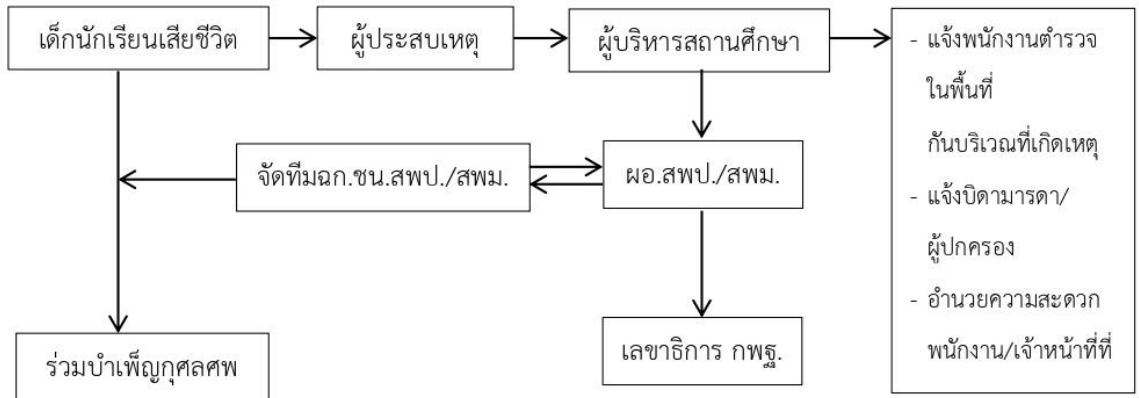 เด็กนักเรียนเสียชีวิต
ผู้ประสบเหตุ
ผู้บริหารสถานศึกษา
- แจ้งพนักงานตำรวจ
ในพื้นที่
กันบริเวณที่เกิดเหตุ
- แจ้งบิดามารดา/
ผู้ปกครอง
- อำนวยความสะดวก
พนักงาน/เจ้าหน้าที่ที่
จัดทีมฉก.ชน.สพป./สพม.
ผอ.สพป./สพม.
ร่วมบำเพ็ญกุศลศพ
เลขาธิการ กพฐ.